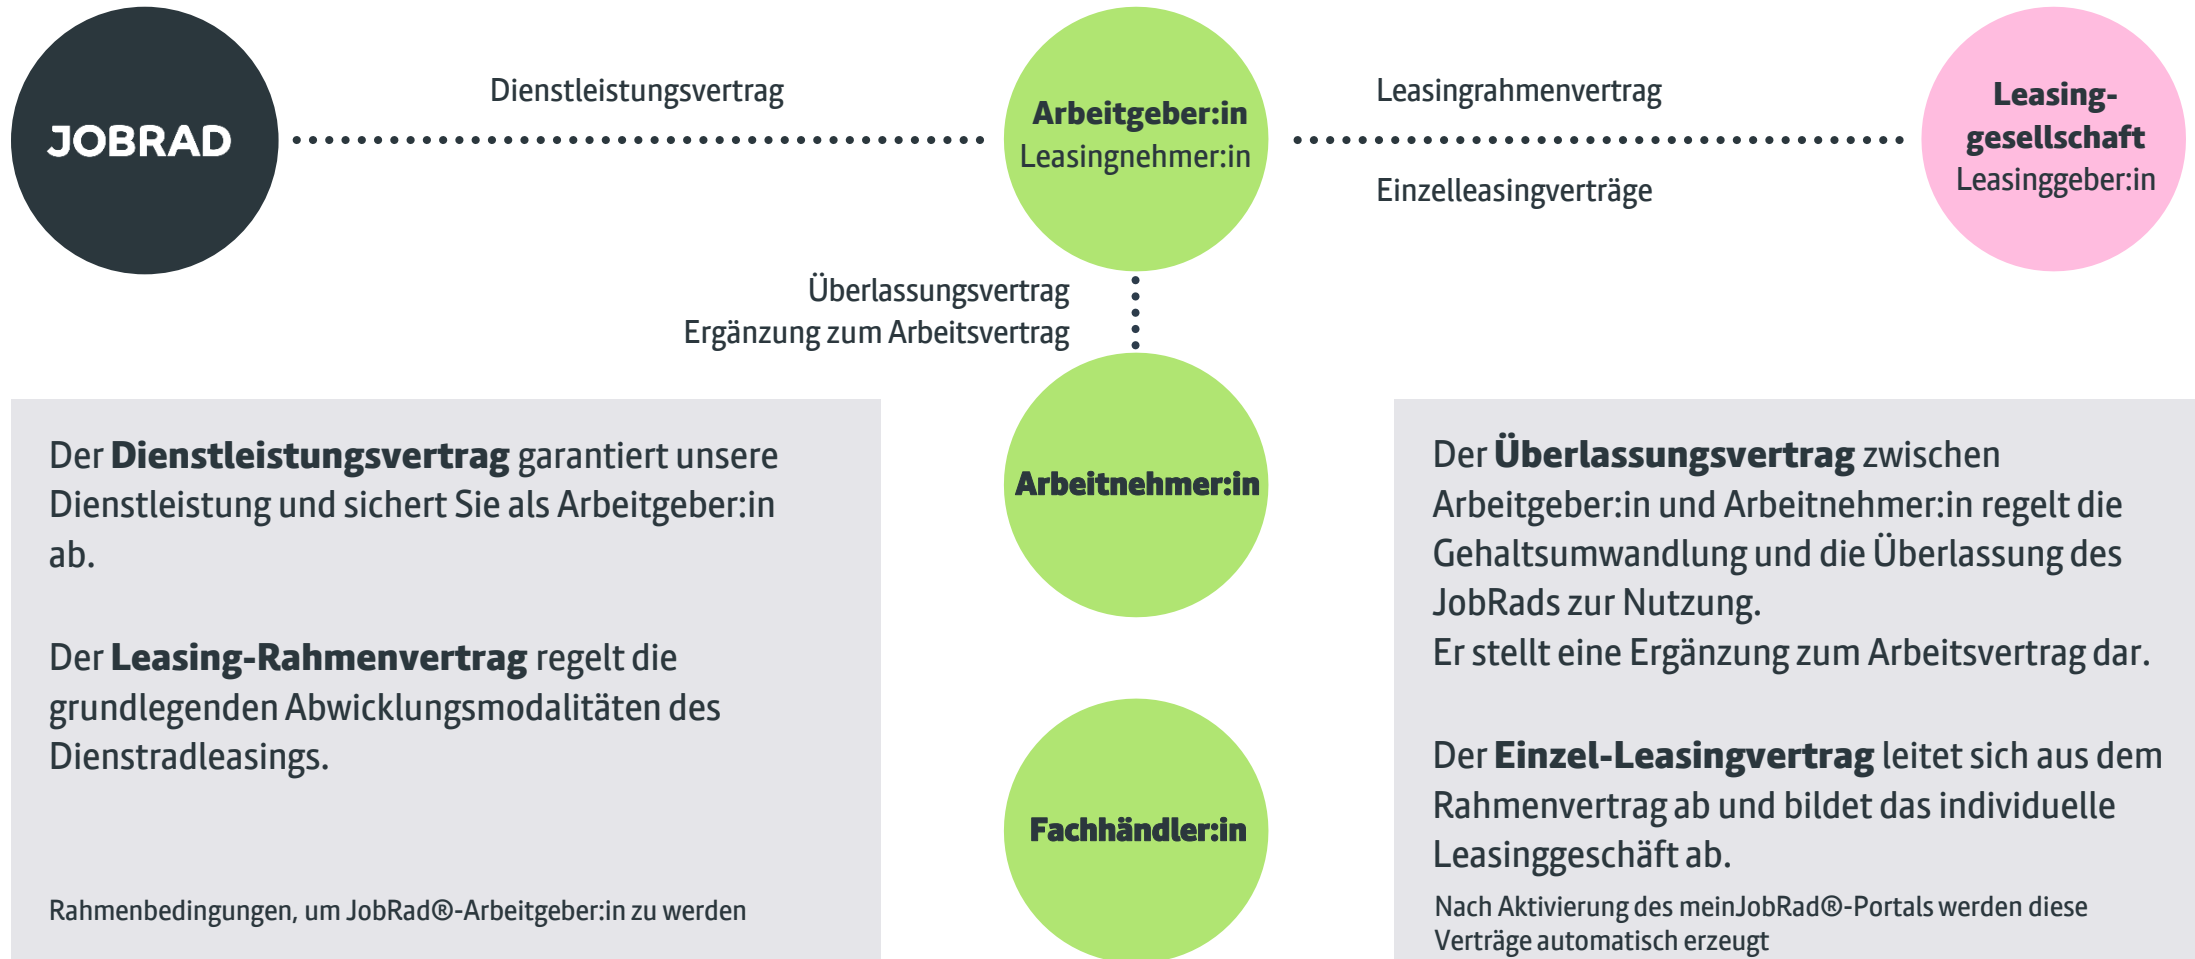 JOBRAD
Dienstleistungsvertrag
Arbeitgeber:in
Leasingnehmer:in
Leasingrahmenvertrag
Einzelleasingverträge
Leasing-
gesellschaft
Leasinggeber:in
Überlassungsvertrag
Ergänzung zum Arbeitsvertrag
Arbeitnehmer:in
Fachhändler:in
Der Dienstleistungsvertrag garantiert unsere
Dienstleistung und sichert Sie als Arbeitgeber:in
ab.
Der Leasing-Rahmenvertrag regelt die
grundlegenden Abwicklungsmodalitäten des
Dienstradleasings.
Rahmenbedingungen, um JobRad®-Arbeitgeber:in zu werden
Der Überlassungsvertrag zwischen
Arbeitgeber:in und Arbeitnehmer:in regelt die
Gehaltsumwandlung und die Überlassung des
JobRads zur Nutzung.
Er stellt eine Ergänzung zum Arbeitsvertrag dar.
Der Einzel-Leasingvertrag leitet sich aus dem
Rahmenvertrag ab und bildet das individuelle
Leasinggeschäft ab.
Nach Aktivierung des meinJobRad®-Portals werden diese
Verträge automatisch erzeugt